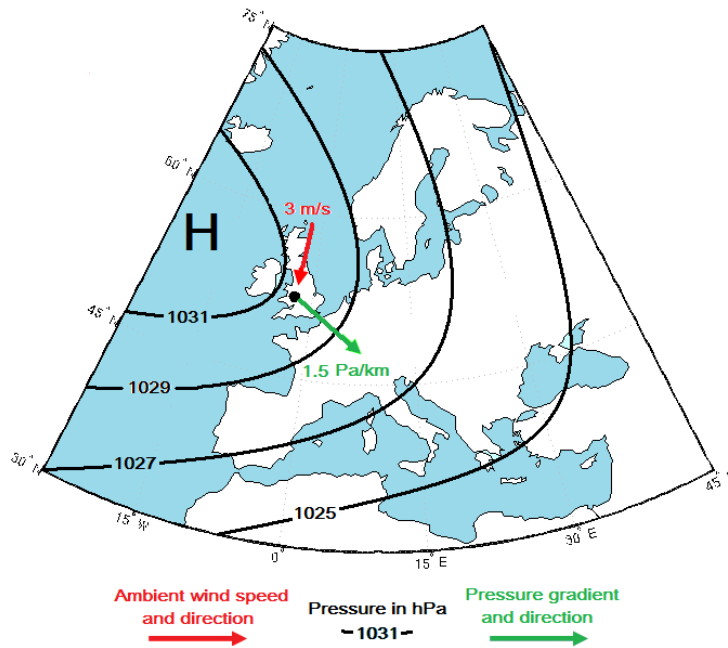 75° N
60° N
H
3 m/s
45° N
1031
1.5 Pa/km
1029
1027
30° N
1025
45°
15° W
30° E
0°
15° E
Ambient wind speed
and direction
Pressure in hPa
1031
Pressure gradient
and direction